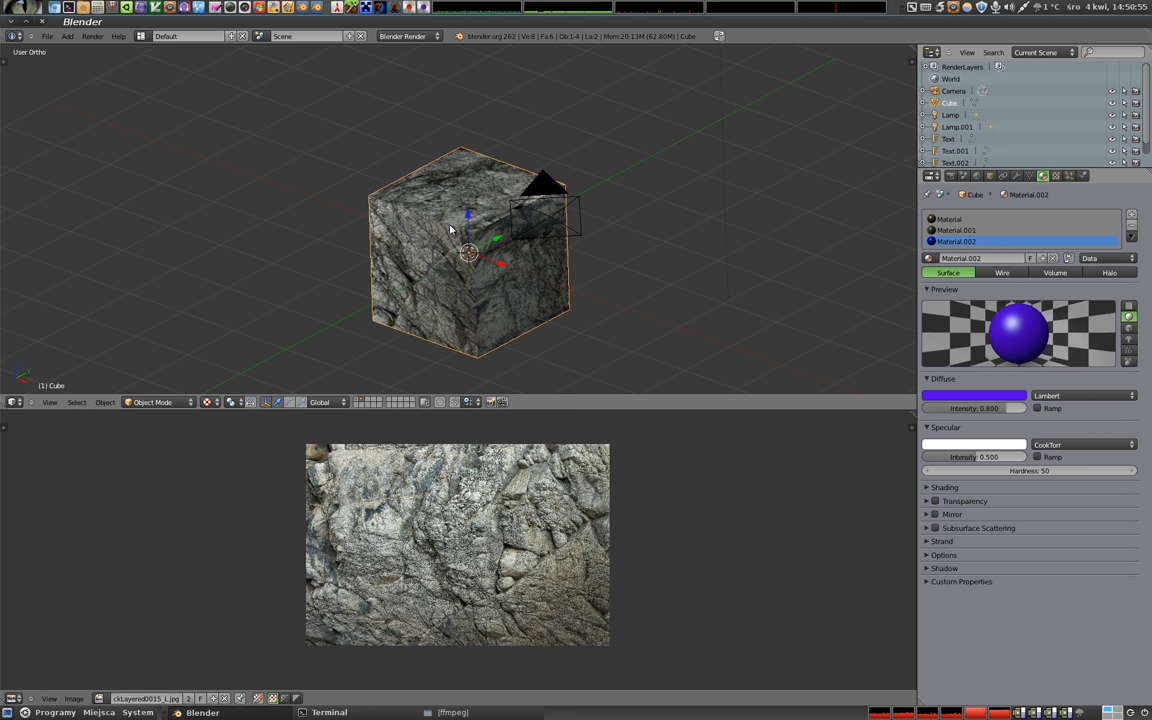 1 °C śro 4 kwi, 14:50:55
Blender
File Add Render Help Default Scene Blender Render blender.org 262 | Ve:8 | Fa:6 | Ob:1-4 | La:2 | Mem:20.13M (62.80M) | Cube
User Ortho
View Search Current Scene
RenderLayers
World
Camera
Cube
Lamp
Lamp.001
Text
Text.001
Text.002
Cube Material.002
Material
Material.001
Material.002
Material.002 F Data
Surface Wire Volume Halo
Preview
Diffuse
Lambert
Intensity: 0.800 Ramp
Specular
CookTorr
Intensity: 0.500 Ramp
Hardness: 50
Shading
Transparency
Mirror
Subsurface Scattering
Strand
Options
Shadow
Custom Properties
(1) Cube
View Select Object Object Mode Global
View Image ckLayered0015_L.jpg 2 F
Programy Miejsca System Blender Terminal [ffmpeg]